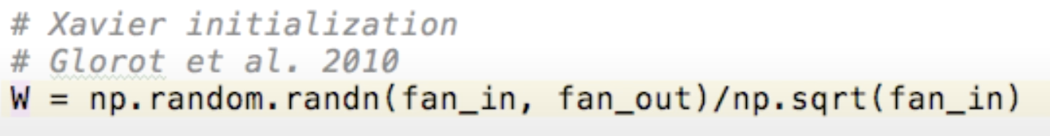 # Xavier initialization
# Glorot et al. 2010
W = np.random.randn(fan_in, fan_out)/np.sqrt(fan_in)